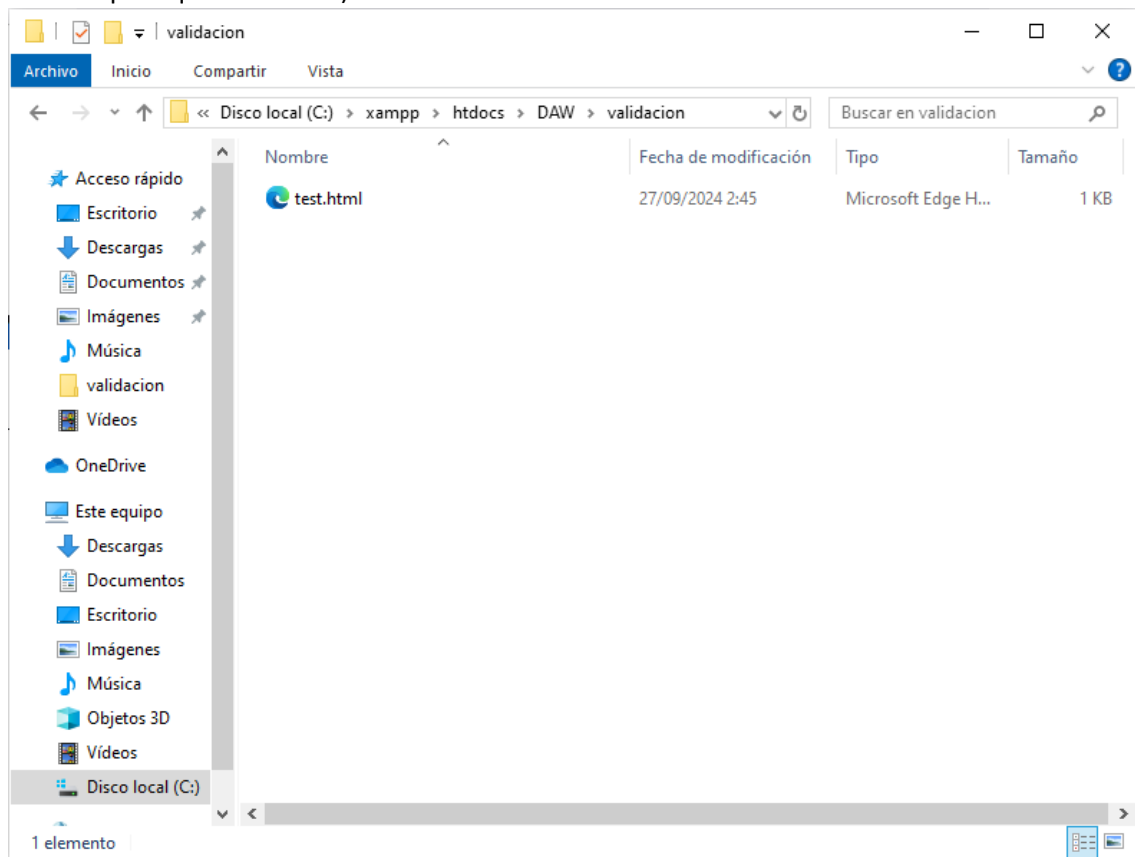 validacion
Archivo Inicio Compartir Vista
« Disco local (C:) › xampp › htdocs › DAW › validacion Buscar en validacion
Nombre Fecha de modificación Tipo Tamaño
test.html 27/09/2024 2:45 Microsoft Edge H... 1 KB
Acceso rápido
Escritorio
Descargas
Documentos
Imágenes
Música
validacion
Vídeos
OneDrive
Este equipo
Descargas
Documentos
Escritorio
Imágenes
Música
Objetos 3D
Vídeos
Disco local (C:)
1 elemento